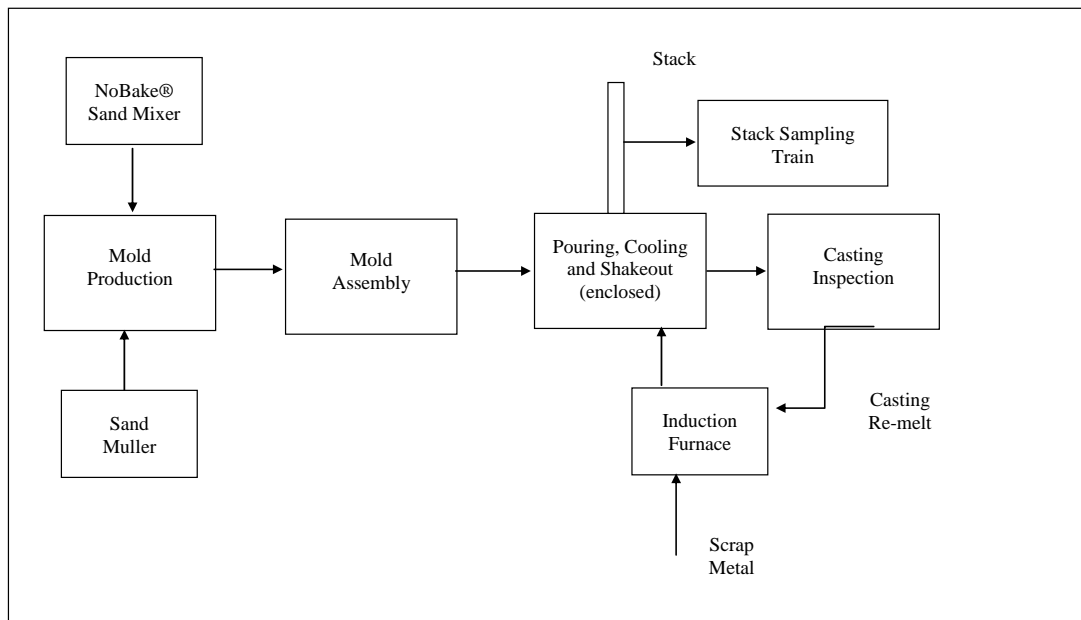 NoBake®
Sand Mixer
Stack
Stack Sampling
Train
Mold
Production
Mold
Assembly
Pouring, Cooling
and Shakeout
(enclosed)
Casting
Inspection
Sand
Muller
Induction
Furnace
Casting
Re-melt
Scrap
Metal